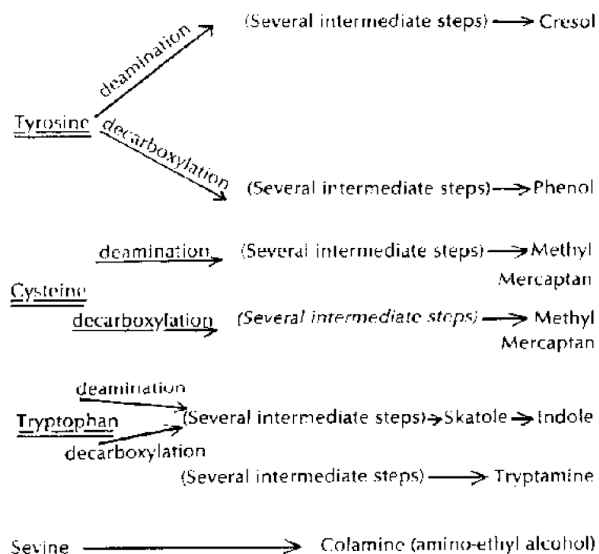 (Several intermediate steps) → Cresol
deamination
Tyrosine
decarboxylation
(Several intermediate steps) → Phenol
deamination (Several intermediate steps) → Methyl
Mercaptan
Cysteine
decarboxylation (Several intermediate steps) → Methyl
Mercaptan
deamination
Tryptophan (Several intermediate steps) → Skatole → Indole
decarboxylation
(Several intermediate steps) → Tryptamine
Sevine → Colamine (amino-ethyl alcohol)